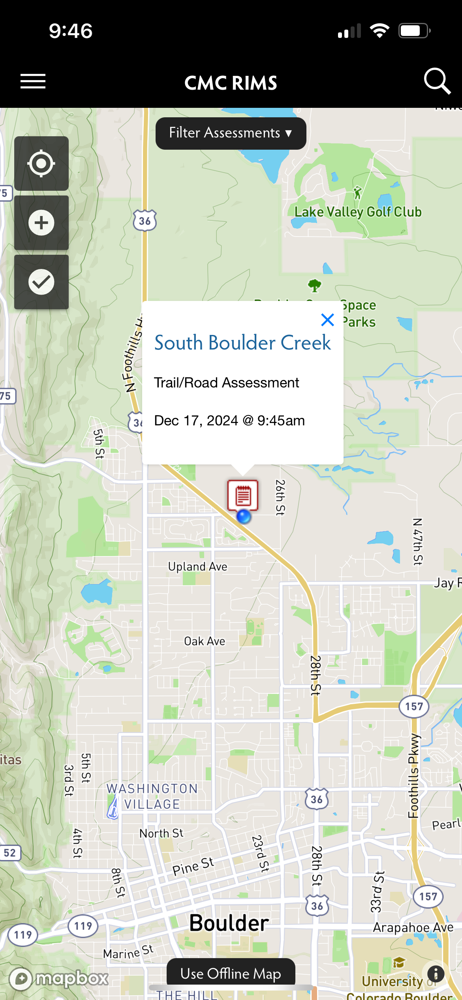 9:46
CMC RIMS
Filter Assessments ▾
75
36
Lake Valley Golf Club
Space
Parks
N Foothills
South Boulder Creek
Trail/Road Assessment
Dec 17, 2024 @ 9:45am
75
36
5th St
26th St
N 47th St
Upland Ave
Jay
Oak Ave
28th St
157
itas
5th St
3rd St
Foothills Pkwy
WASHINGTON
VILLAGE
36
North St
Pearl
4th St
23rd St
28th St
52
Pine St
8th St
33rd St
157
36
119
Boulder
119
Arapahoe Ave
Marine St
Use Offline Map
mapbox
University of
Colorado Boulder
THE HILL